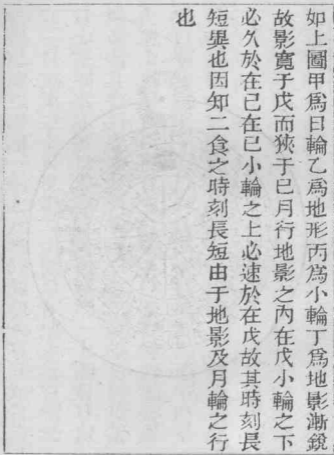 如上圖甲爲日輪乙爲地形丙爲小輪丁爲地影漸銳
故影寬于戊而狹于巳月行地影之內在戊小輪之下
必久於在己在巳小輪之上必速於在戊故其時刻長
短異也因知二食之時刻長短由于地影及月輪之行
也